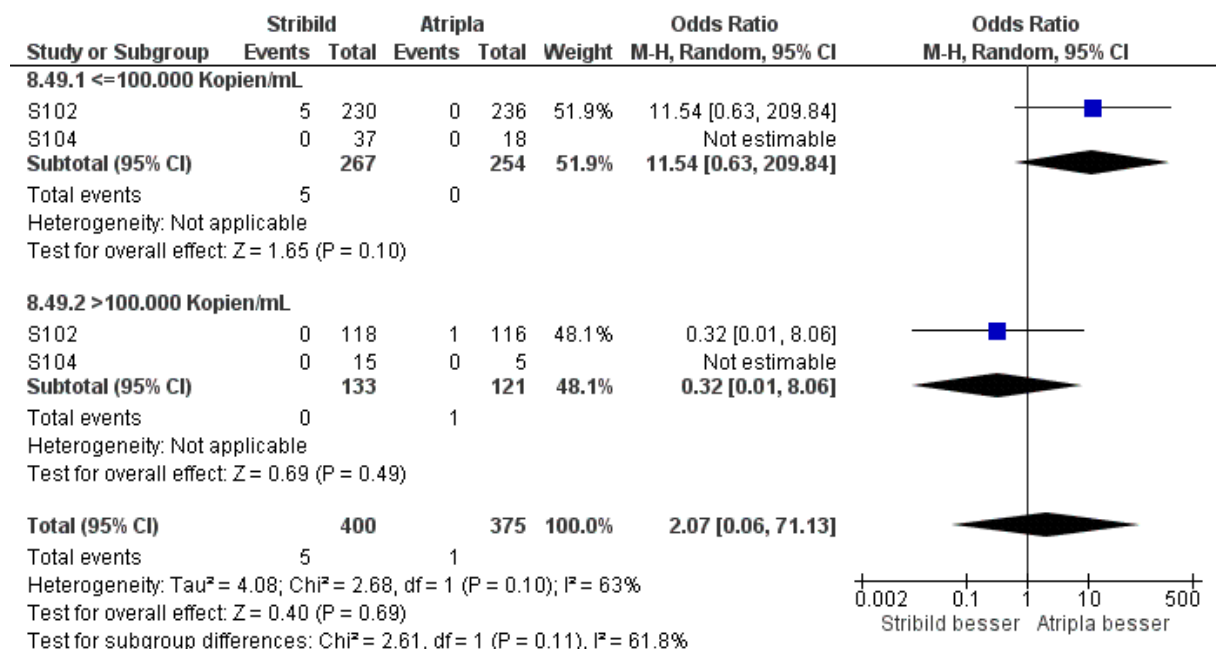 Stribild Atripla Odds Ratio Odds Ratio
Study or Subgroup Events Total Events Total Weight M-H, Random, 95% CI M-H, Random, 95% CI
8.49.1 <=100.000 Kopien/mL
S102 5 230 0 236 51.9% 11.54 [0.63, 209.84]
S104 0 37 0 18 Not estimable
Subtotal (95% CI) 267 254 51.9% 11.54 [0.63, 209.84]
Total events 5 0
Heterogeneity: Not applicable
Test for overall effect: Z = 1.65 (P = 0.10)
8.49.2 >100.000 Kopien/mL
S102 0 118 1 116 48.1% 0.32 [0.01, 8.06]
S104 0 15 0 5 Not estimable
Subtotal (95% CI) 133 121 48.1% 0.32 [0.01, 8.06]
Total events 0 1
Heterogeneity: Not applicable
Test for overall effect: Z = 0.69 (P = 0.49)
Total (95% CI) 400 375 100.0% 2.07 [0.06, 71.13]
Total events 5 1
Heterogeneity: Tau² = 4.08; Chi² = 2.68, df = 1 (P = 0.10); I² = 63%
Test for overall effect: Z = 0.40 (P = 0.69)
Test for subgroup differences: Chi² = 2.61, df = 1 (P = 0.11), I² = 61.8%
0.002 0.1 1 10 500
Stribild besser Atripla besser